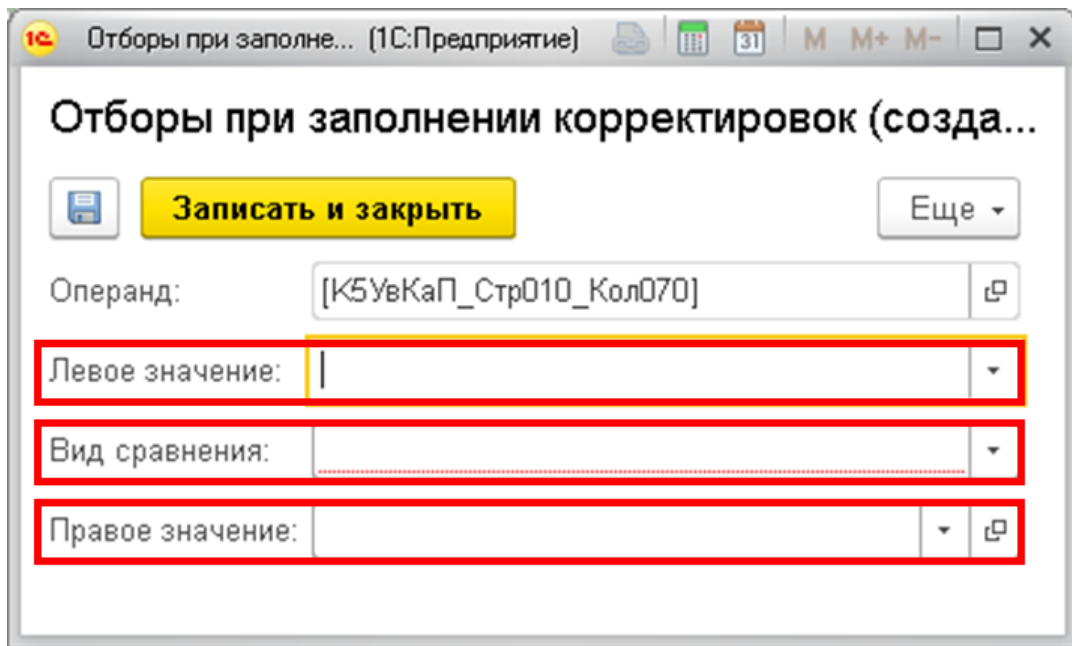 1С Отборы при заполне... (1С:Предприятие) 31 M M+ M-
Отборы при заполнении корректировок (созда...
Записать и закрыть Еще
Операнд: [К5УвКаП_Стр010_Кол070]
Левое значение:
Вид сравнения:
Правое значение: